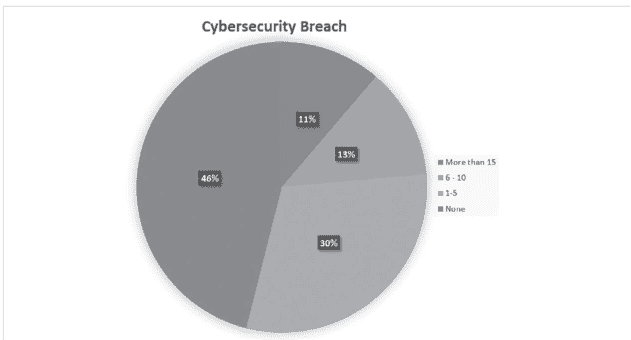 Cybersecurity Breach
11%
13%
46%
30%
More than 15
6 - 10
1-5
None